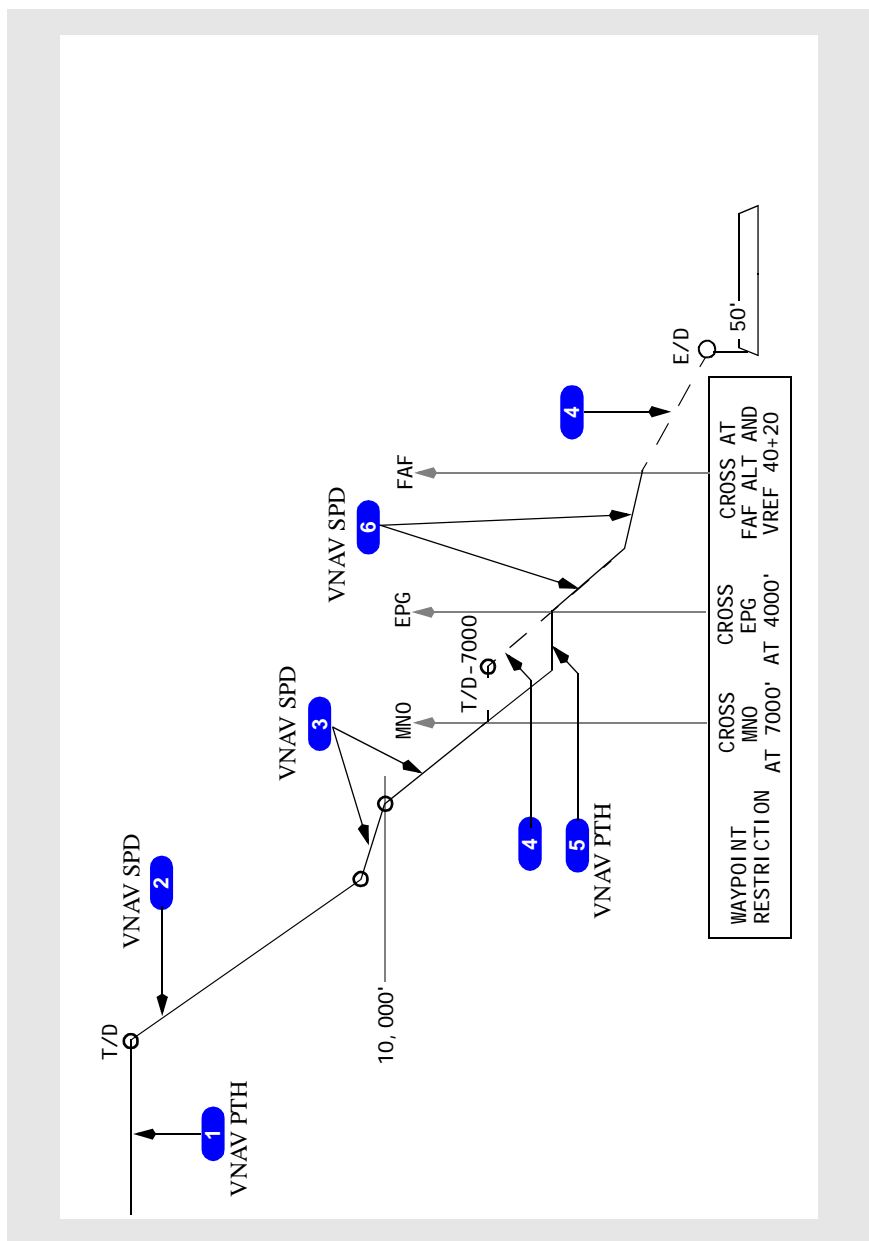 VNAV PTH
1
T/D
2
VNAV SPD
10,000'
3
VNAV SPD
MNO
T/D-7000
4
5
VNAV PTH
EPG
6
VNAV SPD
FAF
4
E/D
50'
WAYPOINT
RESTRICTION
CROSS
MNO
AT 7000'
CROSS
EPG
AT 4000'
CROSS AT
FAF ALT AND
VREF 40+20